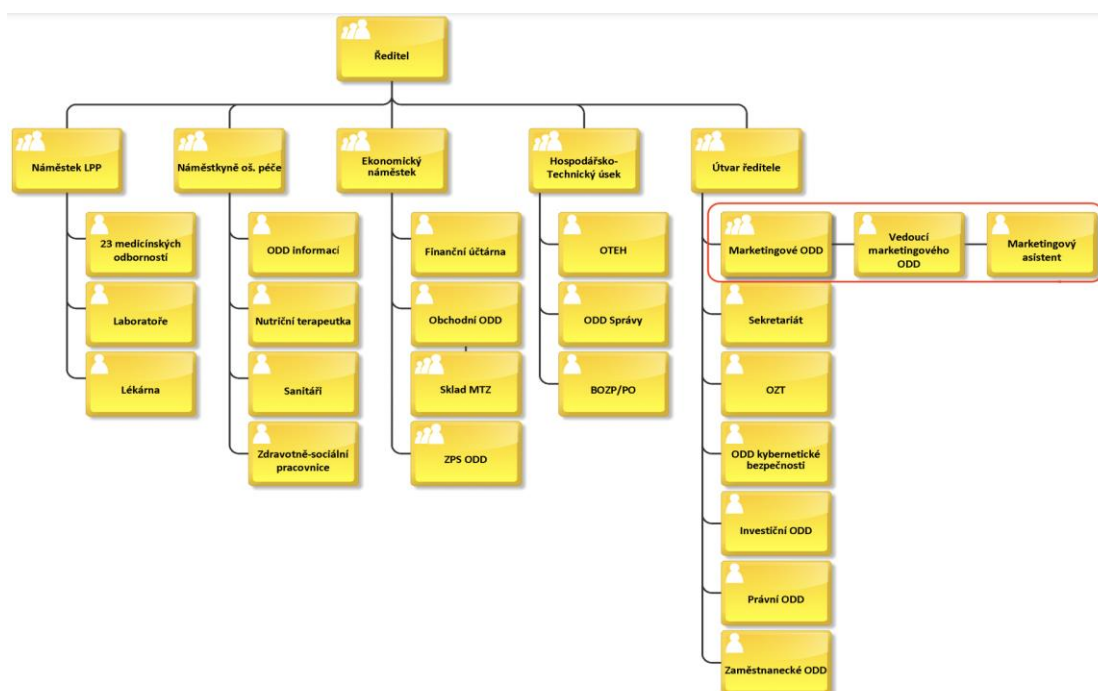 Ředitel
Náměstek LPP
Náměstkyně oš. péče
Ekonomický
náměstek
Hospodářsko-
Technický úsek
Útvar ředitele
23 medicínských
odborností
Laboratoře
Lékárna
ODD informací
Nutriční terapeutka
Sanitáři
Zdravotně-sociální
pracovnice
Finanční účtárna
Obchodní ODD
Sklad MTZ
ZPS ODD
OTEH
ODD Správy
BOZP/PO
Marketingové ODD
Vedoucí
marketingového
ODD
Marketingový
asistent
Sekretariát
OZT
ODD kybernetické
bezpečnosti
Investiční ODD
Právní ODD
Zaměstnanecké ODD